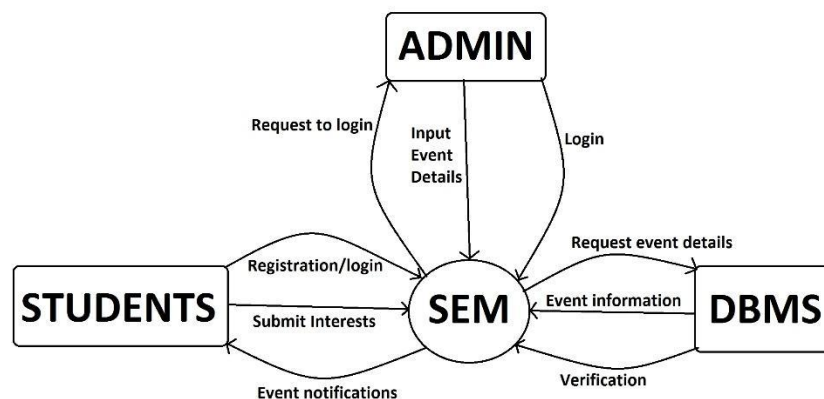 ADMIN
Request to login
Input
Event
Details
Login
Registration/login
Request event details
STUDENTS
Submit Interests
SEM
Event information
DBMS
Event notifications
Verification